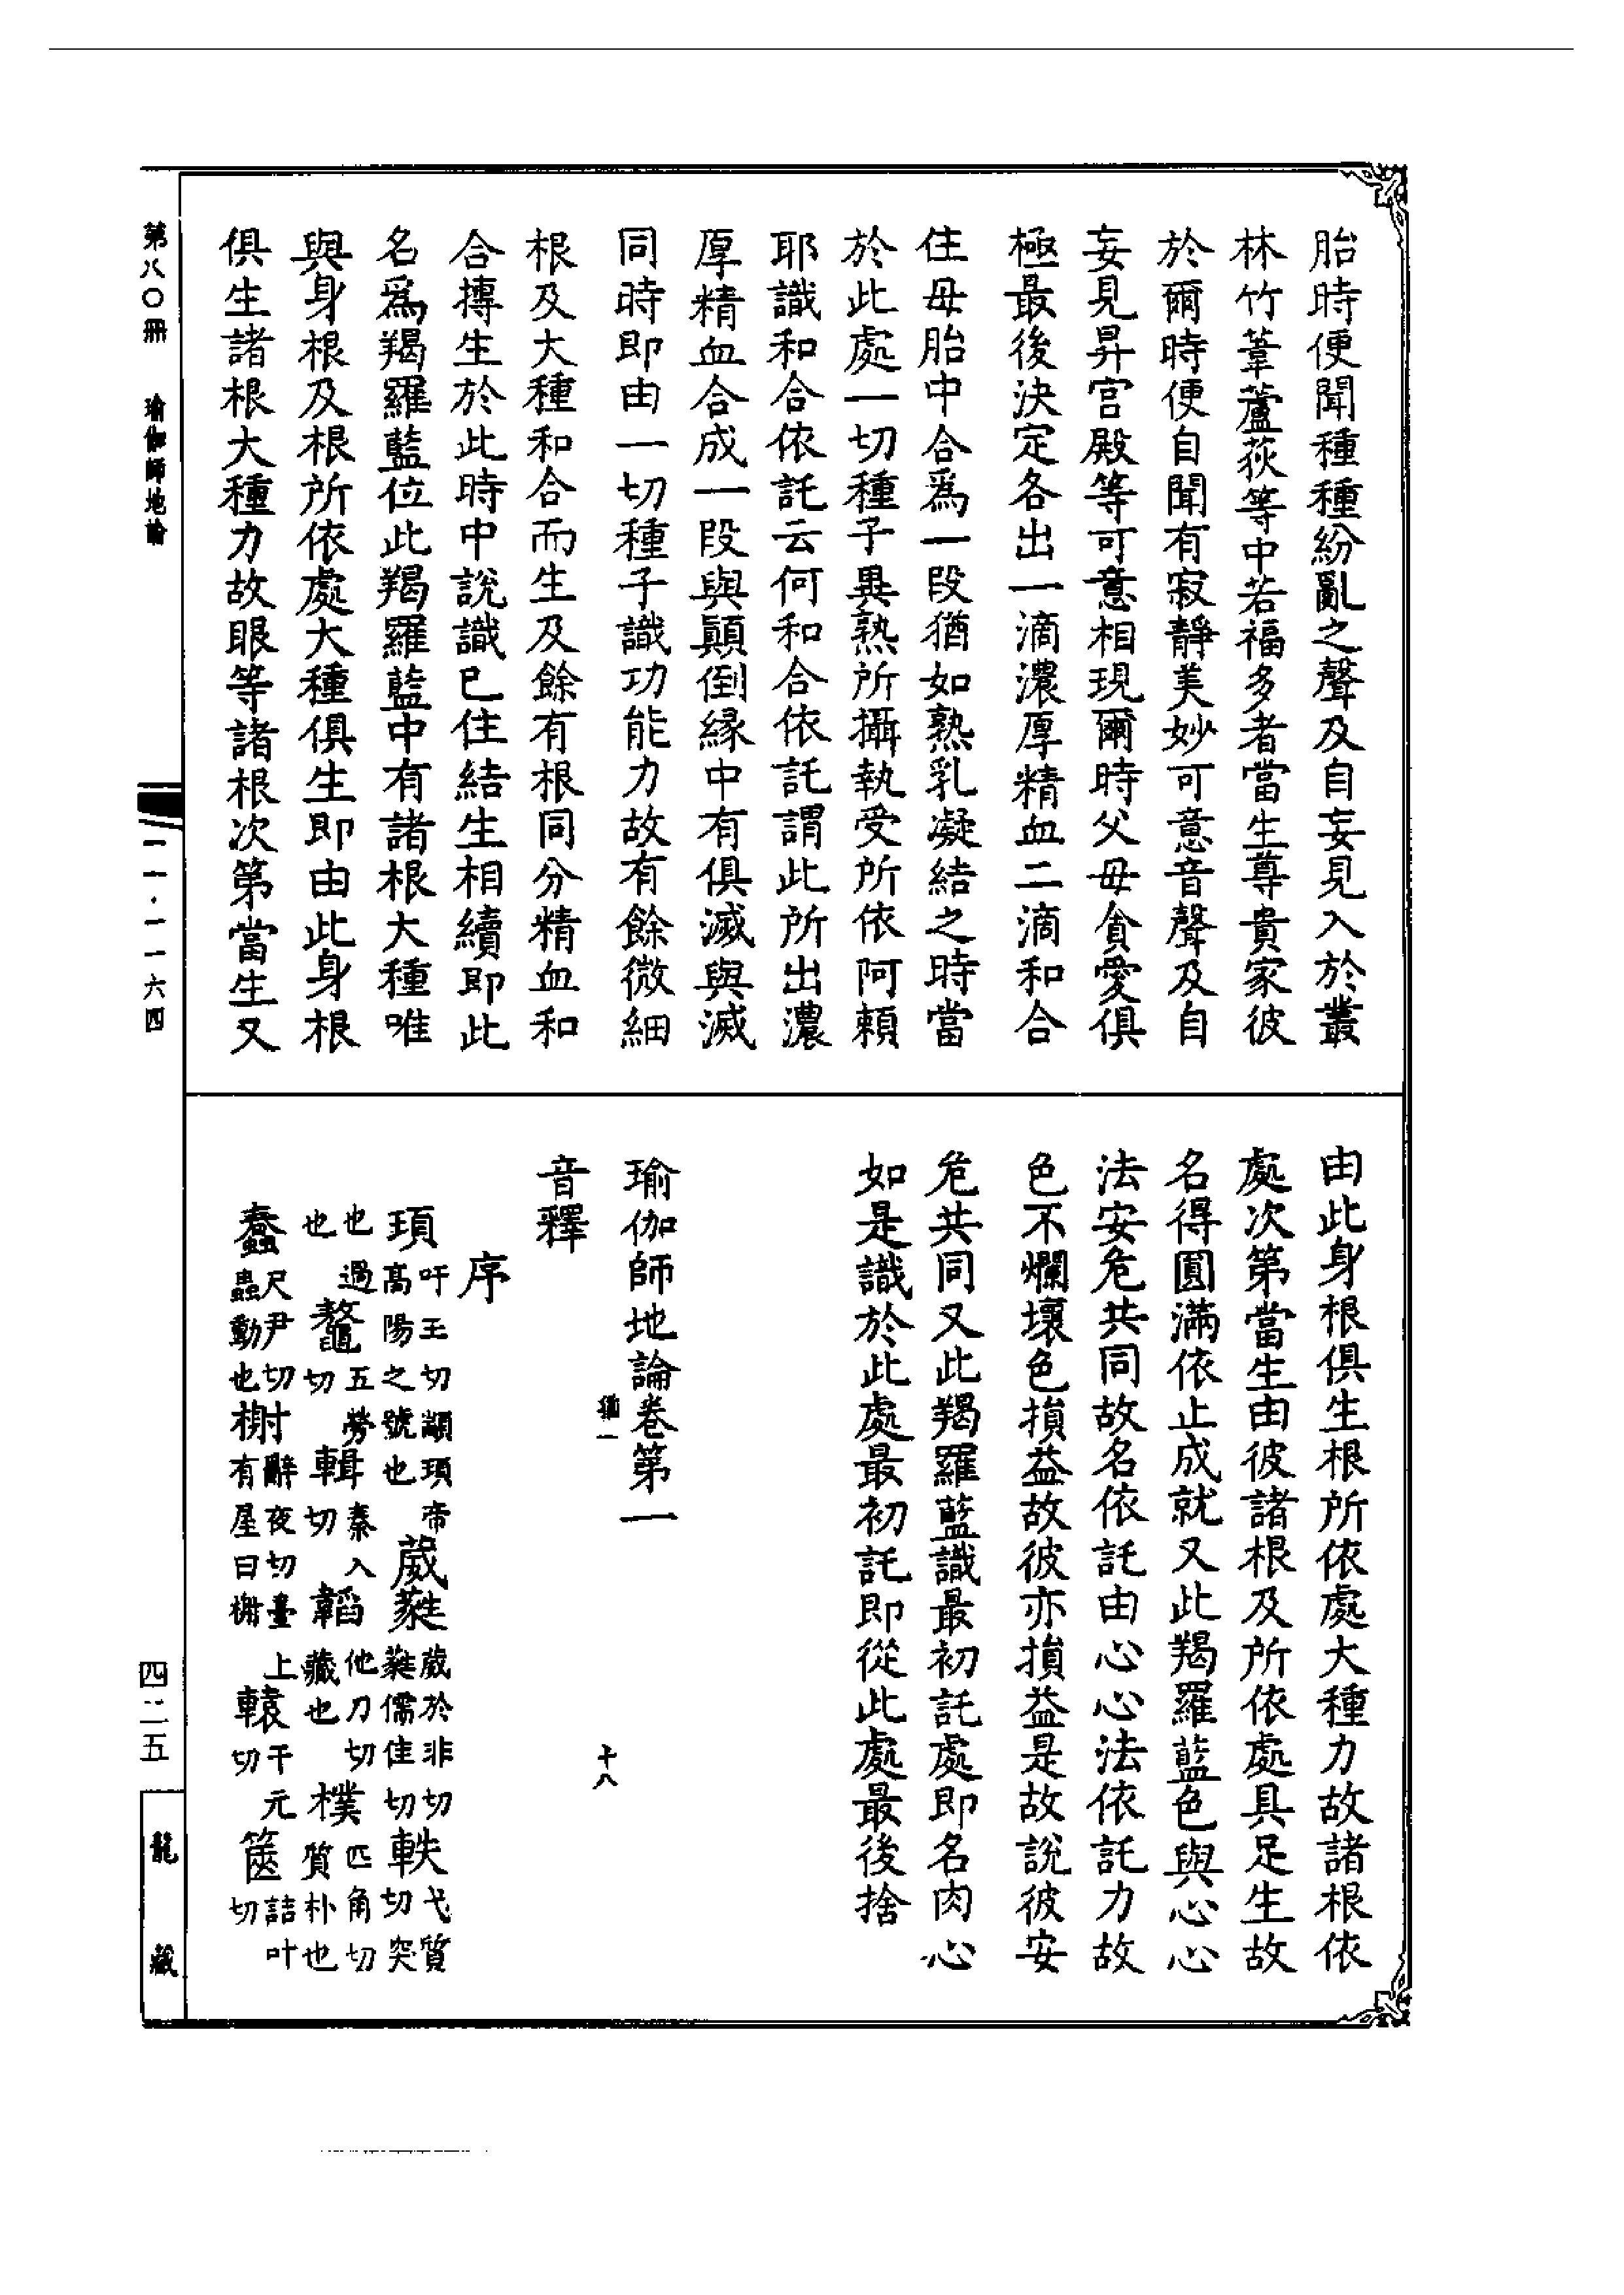 胎時便聞種種紛亂之聲及自妄見入於叢
林竹葦蘆荻等中若福多者當生尊貴家彼
於爾時便自聞有寂靜美妙可意音聲及自
妄見昇宮殿等可意相現爾時父母貪愛俱
極最後決定各出一滴濃厚精血二滴和合
住母胎中合爲一段猶如熟乳凝結之時當
於此處一切種子異熟所攝執受所依阿賴
耶識和合依託云何和合依託謂此所出濃
厚精血合成一段與顛倒緣中有俱滅與滅
同時即由一切種子識功能力故有餘微細
根及大種和合而生及餘有根同分精血和
合摶生於此時中說識已住結生相續即此
名爲羯羅藍位此羯羅藍中有諸根大種唯
與身根及根所依處大種俱生即由此身根
俱生諸根大種力故眼等諸根次第當生又
由此身根俱生根所依處大種力故諸根依
處次第當生由彼諸根及所依處具足生故
名得圓滿依止成就又此羯羅藍色與心心
法安危共同故名依託由心心法依託力故
色不爛壞色損益故彼亦損益是故說彼安
危共同又此羯羅藍識最初託處即名肉心
如是識於此處最初託即從此處最後捨
瑜伽師地論卷第一
猶一 十八
音釋
序
頊吁玉切顓頊帝高陽之號也 葳蕤葳於非切蕤儒佳切 軼弋質切突
也過也 鼇五勞切 輯秦入切 韜他刀切藏也 樸匹角切質朴也
蠢尺尹切蟲動也 榭辭夜切臺上有屋曰榭 轅于元切 篋詰叶切
第八〇冊 瑜伽師地論
一一·一一六四
四二五
龍藏